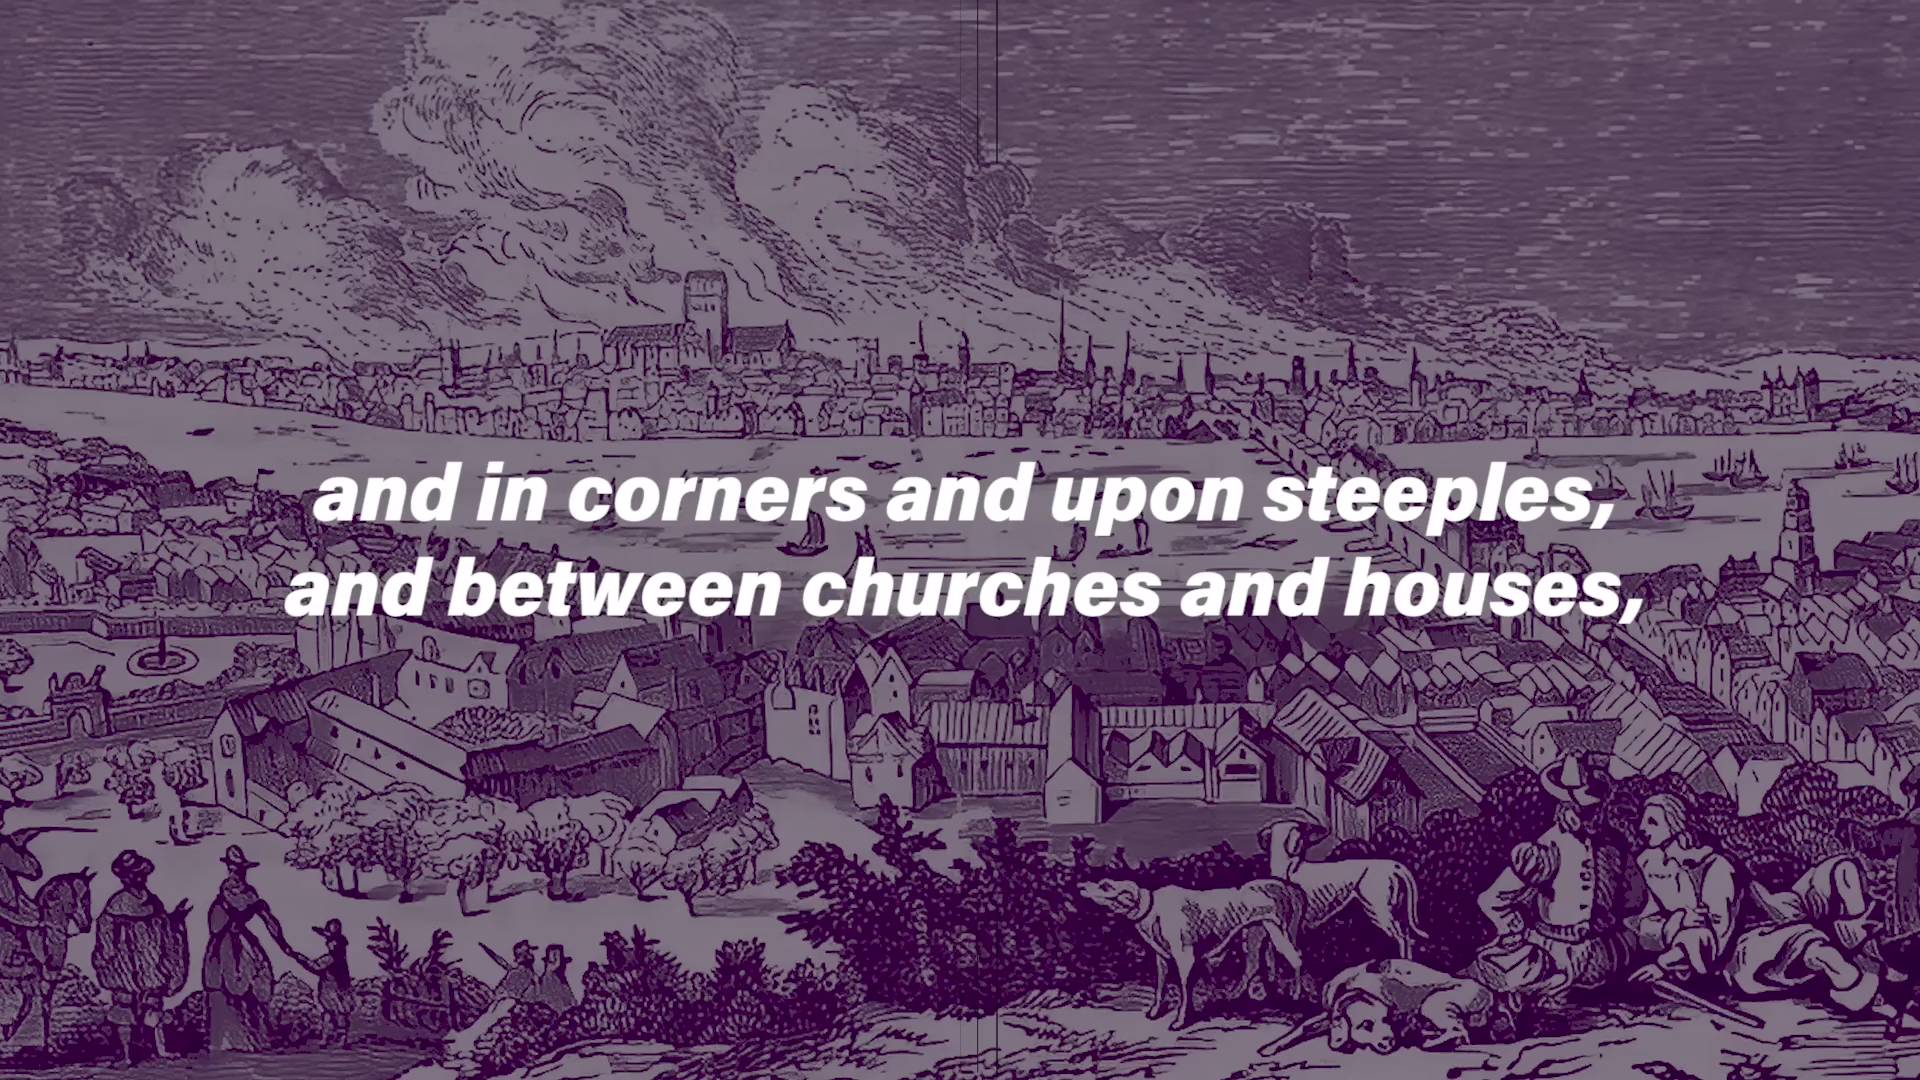 and in corners and upon steeples,
and between churches and houses,